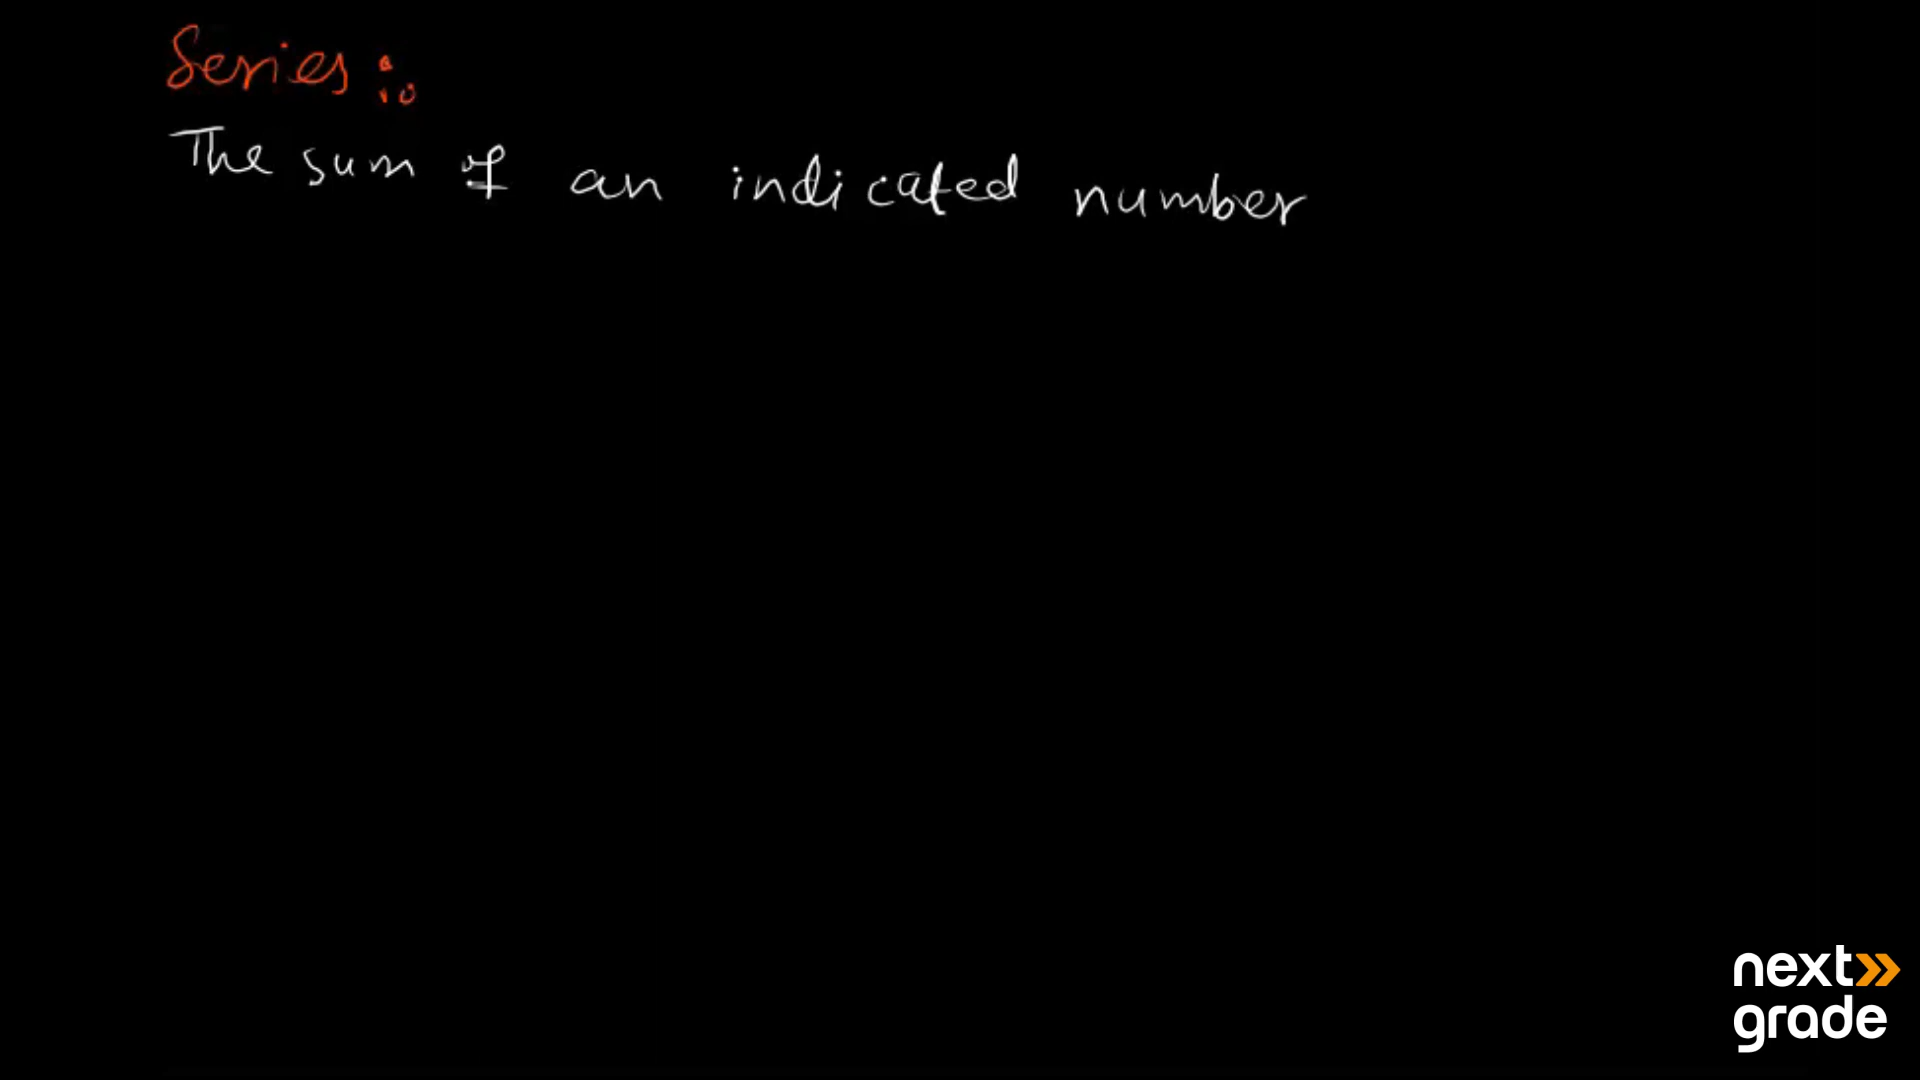 Series:.
The sum of an indicated number
next
grade